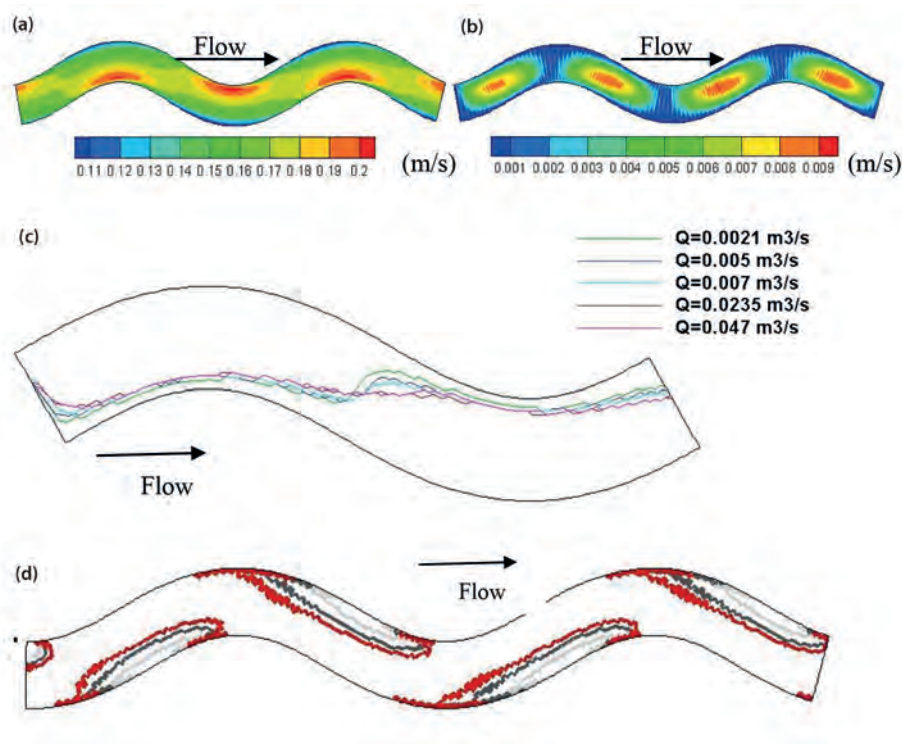 (a)
Flow
0.11 0.12 0.13 0.14 0.15 0.16 0.17 0.18 0.19 0.2
(m/s)
(b)
Flow
0.001 0.002 0.003 0.004 0.005 0.006 0.007 0.008 0.009
(m/s)
(c)
Q=0.0021 m3/s
Q=0.005 m3/s
Q=0.007 m3/s
Q=0.0235 m3/s
Q=0.047 m3/s
Flow
(d)
Flow